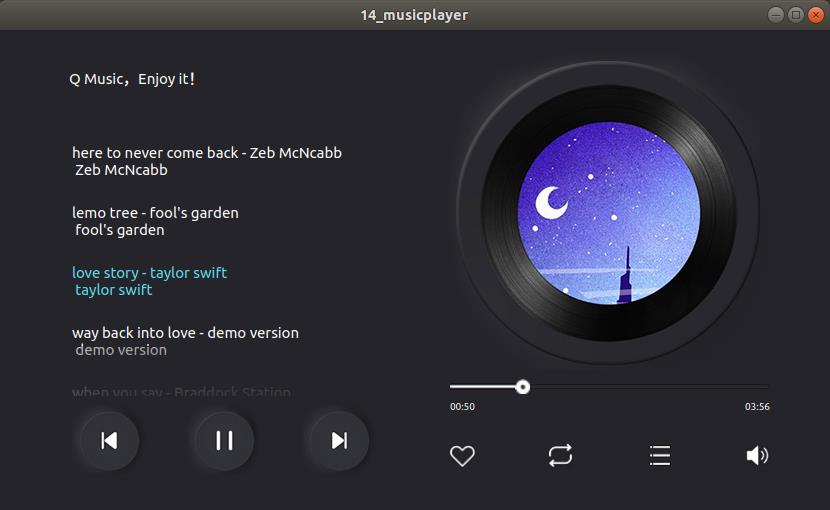 14_musicplayer
Q Music，Enjoy it！
here to never come back - Zeb McNcabb
Zeb McNcabb
lemo tree - fool's garden
fool's garden
love story - taylor swift
taylor swift
way back into love - demo version
demo version
when you say - Braddock Station
00:50
03:56